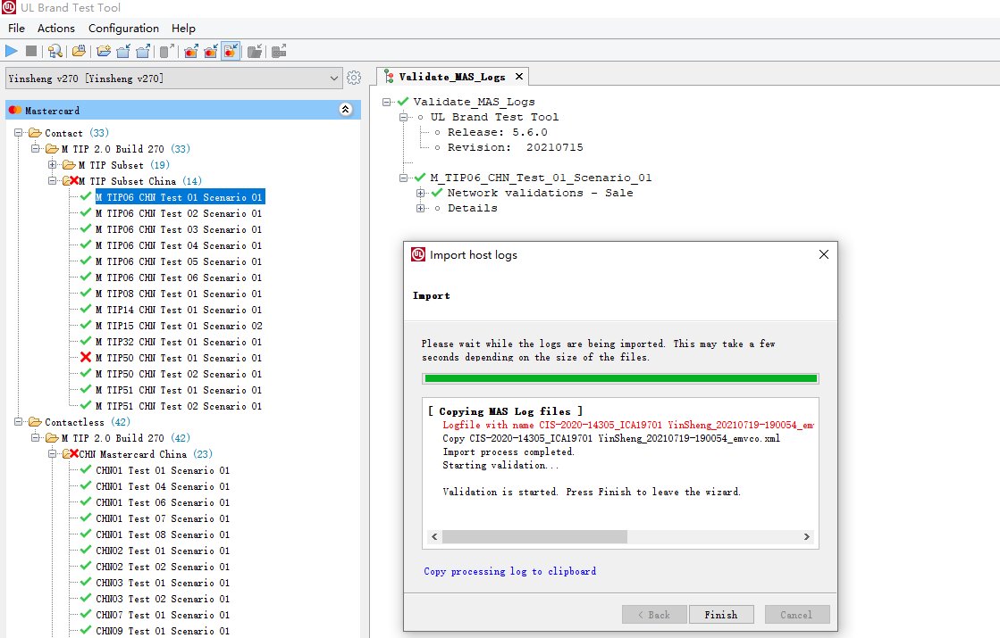 UL Brand Test Tool
File Actions Configuration Help
Yinsheng v270 [Yinsheng v270]
Mastercard
Contact (33)
M TIP 2.0 Build 270 (33)
M TIP Subset (19)
M TIP Subset China (14)
M TIP06 CHN Test 01 Scenario 01
M TIP06 CHN Test 02 Scenario 01
M TIP06 CHN Test 03 Scenario 01
M TIP06 CHN Test 04 Scenario 01
M TIP06 CHN Test 05 Scenario 01
M TIP06 CHN Test 06 Scenario 01
M TIP08 CHN Test 01 Scenario 01
M TIP14 CHN Test 01 Scenario 01
M TIP15 CHN Test 01 Scenario 02
M TIP32 CHN Test 01 Scenario 01
M TIP50 CHN Test 01 Scenario 01
M TIP50 CHN Test 02 Scenario 01
M TIP51 CHN Test 01 Scenario 01
M TIP51 CHN Test 02 Scenario 01
Contactless (42)
M TIP 2.0 Build 270 (42)
CHN Mastercard China (23)
CHN01 Test 01 Scenario 01
CHN01 Test 04 Scenario 01
CHN01 Test 06 Scenario 01
CHN01 Test 07 Scenario 01
CHN01 Test 08 Scenario 01
CHN02 Test 01 Scenario 01
CHN02 Test 02 Scenario 01
CHN03 Test 01 Scenario 01
CHN03 Test 02 Scenario 01
CHN07 Test 01 Scenario 01
CHN09 Test 01 Scenario 01
Validate_MAS_Logs
Validate_MAS_Logs
UL Brand Test Tool
Release: 5.6.0
Revision: 20210715
M_TIP06_CHN_Test_01_Scenario_01
Network validations - Sale
Details
UL Import host logs
Import
Please wait while the logs are being imported. This may take a few
seconds depending on the size of the files.
[ Copying MAS Log files ]
Logfile with name CIS-2020-14305_ICA19701 YinSheng_20210719-190054_em
Copy CIS-2020-14305_ICA19701 YinSheng_20210719-190054_emvco.xml
Import process completed.
Starting validation...
Validation is started. Press Finish to leave the wizard.
Copy processing log to clipboard
< Back Finish Cancel